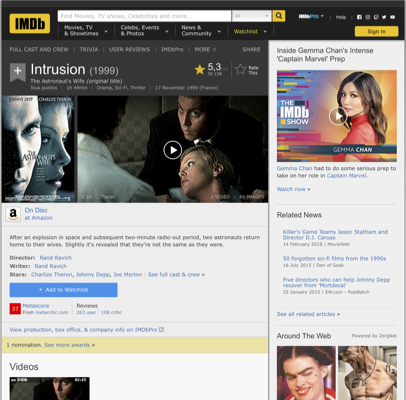 IMDb
Find Movies, TV shows, Celebrities and more...
All
IMDbPro
Help
Movies, TV & Showtimes
Celebs, Events & Photos
News & Community
Watchlist
Sign in
FULL CAST AND CREW | TRIVIA | USER REVIEWS | IMDbPro | MORE
SHARE
Intrusion (1999)
The Astronaut's Wife (original title)
Tous publics | 1h 49min | Drama, Sci-Fi, Thriller | 17 November 1999 (France)
5,3
Rate This
JOHNNY DEPP CHARLIZE THERON
THE ASTRONAUT'S WIFE
Trailer
1 VIDEO | 49 IMAGES
On Disc
at Amazon
After an explosion in space and subsequent two-minute radio-out period, two astronauts return home to their wives. Slightly it's revealed that they're not the same as they were.
Director: Rand Ravich
Writer: Rand Ravich
Stars: Charlize Theron, Johnny Depp, Joe Morton | See full cast & crew »
+ Add to Watchlist
37
Metascore
From metacritic.com
Reviews
263 user | 108 critic
View production, box office, & company info on IMDbPro
1 nomination. See more awards »
Videos
Inside Gemma Chan's Intense 'Captain Marvel' Prep
THE IMDb SHOW
GEMMA CHAN
Gemma Chan had to do some serious prep to take on her role in Captain Marvel.
Watch now »
Related News
Killer's Game Teams Jason Statham and Director D.J. Caruso
14 February 2018 | MovieWeb
50 forgotten sci-fi films from the 1990s
16 July 2015 | Den of Geek
Five directors who can help Johnny Depp recover from 'Mortdecai'
25 January 2015 | EW.com - PopWatch
See all related articles »
Around The Web
Powered by ZergNet